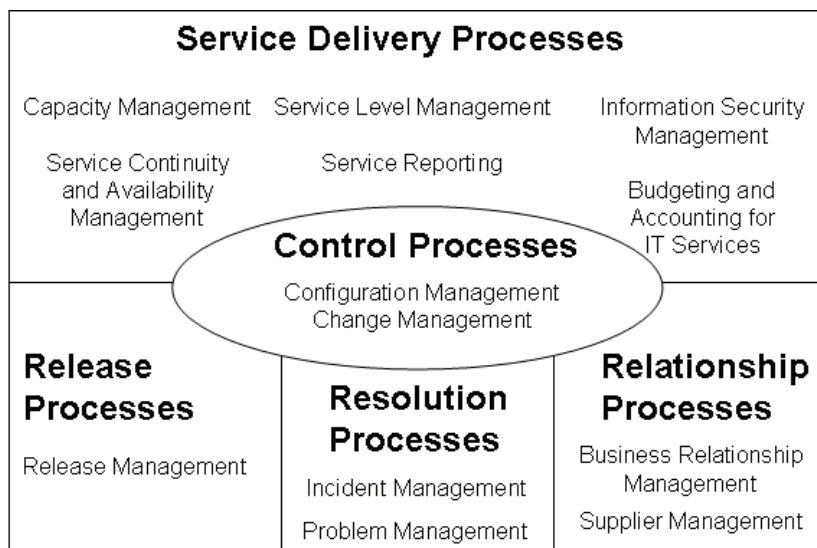 Service Delivery Processes
Capacity Management
Service Level Management
Information Security
Management
Service Continuity
and Availability
Management
Service Reporting
Budgeting and
Accounting for
IT Services
Control Processes
Configuration Management
Change Management
Release
Processes
Release Management
Resolution
Processes
Incident Management
Problem Management
Relationship
Processes
Business Relationship
Management
Supplier Management